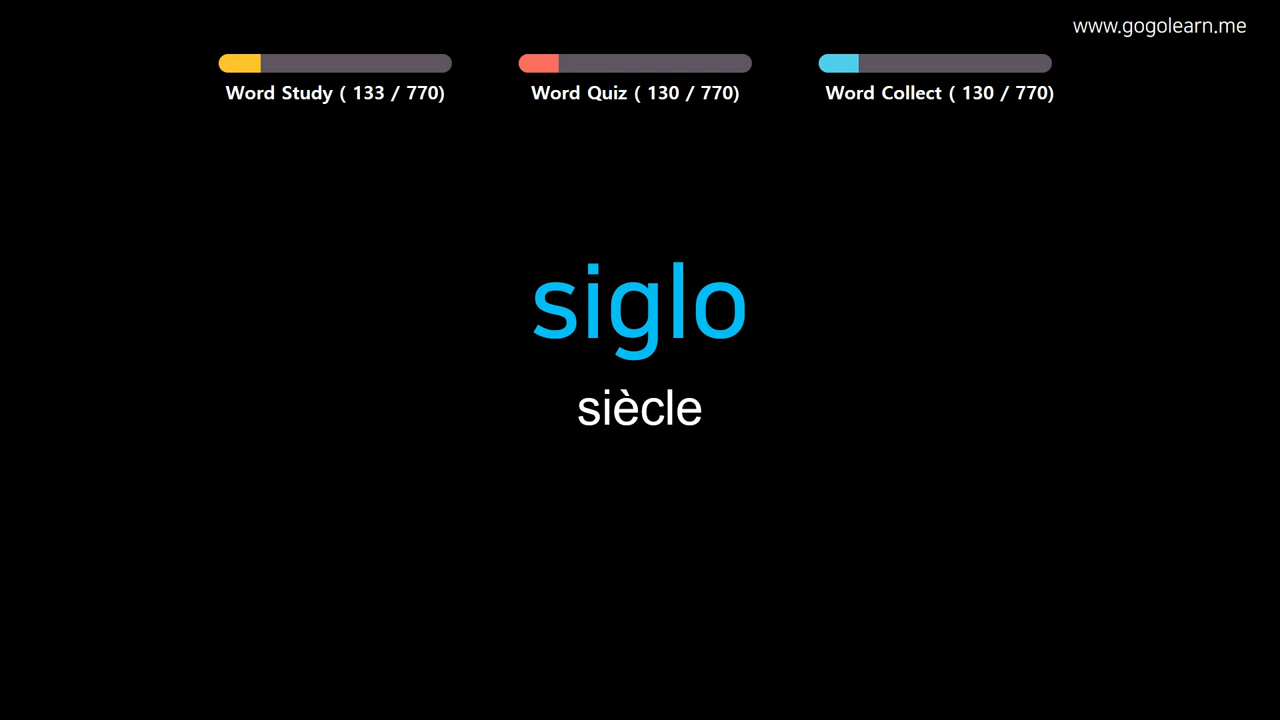 www.gogolearn.me
Word Study ( 133 / 770)
Word Quiz ( 130 / 770)
Word Collect ( 130 / 770)
siglo
siècle